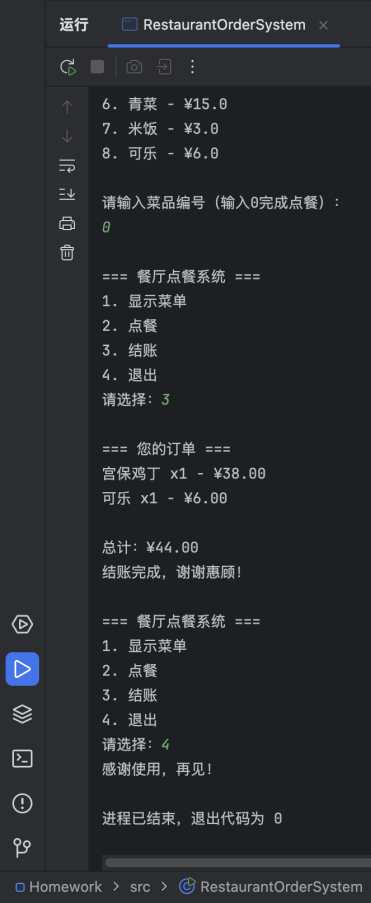 运行
RestaurantOrderSystem
6. 青菜 - ¥15.0
7. 米饭 - ¥3.0
8. 可乐 - ¥6.0
请输入菜品编号（输入0完成点餐）：
0
=== 餐厅点餐系统 ===
1. 显示菜单
2. 点餐
3. 结账
4. 退出
请选择：3
=== 您的订单 ===
宫保鸡丁 x1 - ¥38.00
可乐 x1 - ¥6.00
总计：¥44.00
结账完成，谢谢惠顾！
=== 餐厅点餐系统 ===
1. 显示菜单
2. 点餐
3. 结账
4. 退出
请选择：4
感谢使用，再见！
进程已结束，退出代码为 0
Homework > src > RestaurantOrderSystem